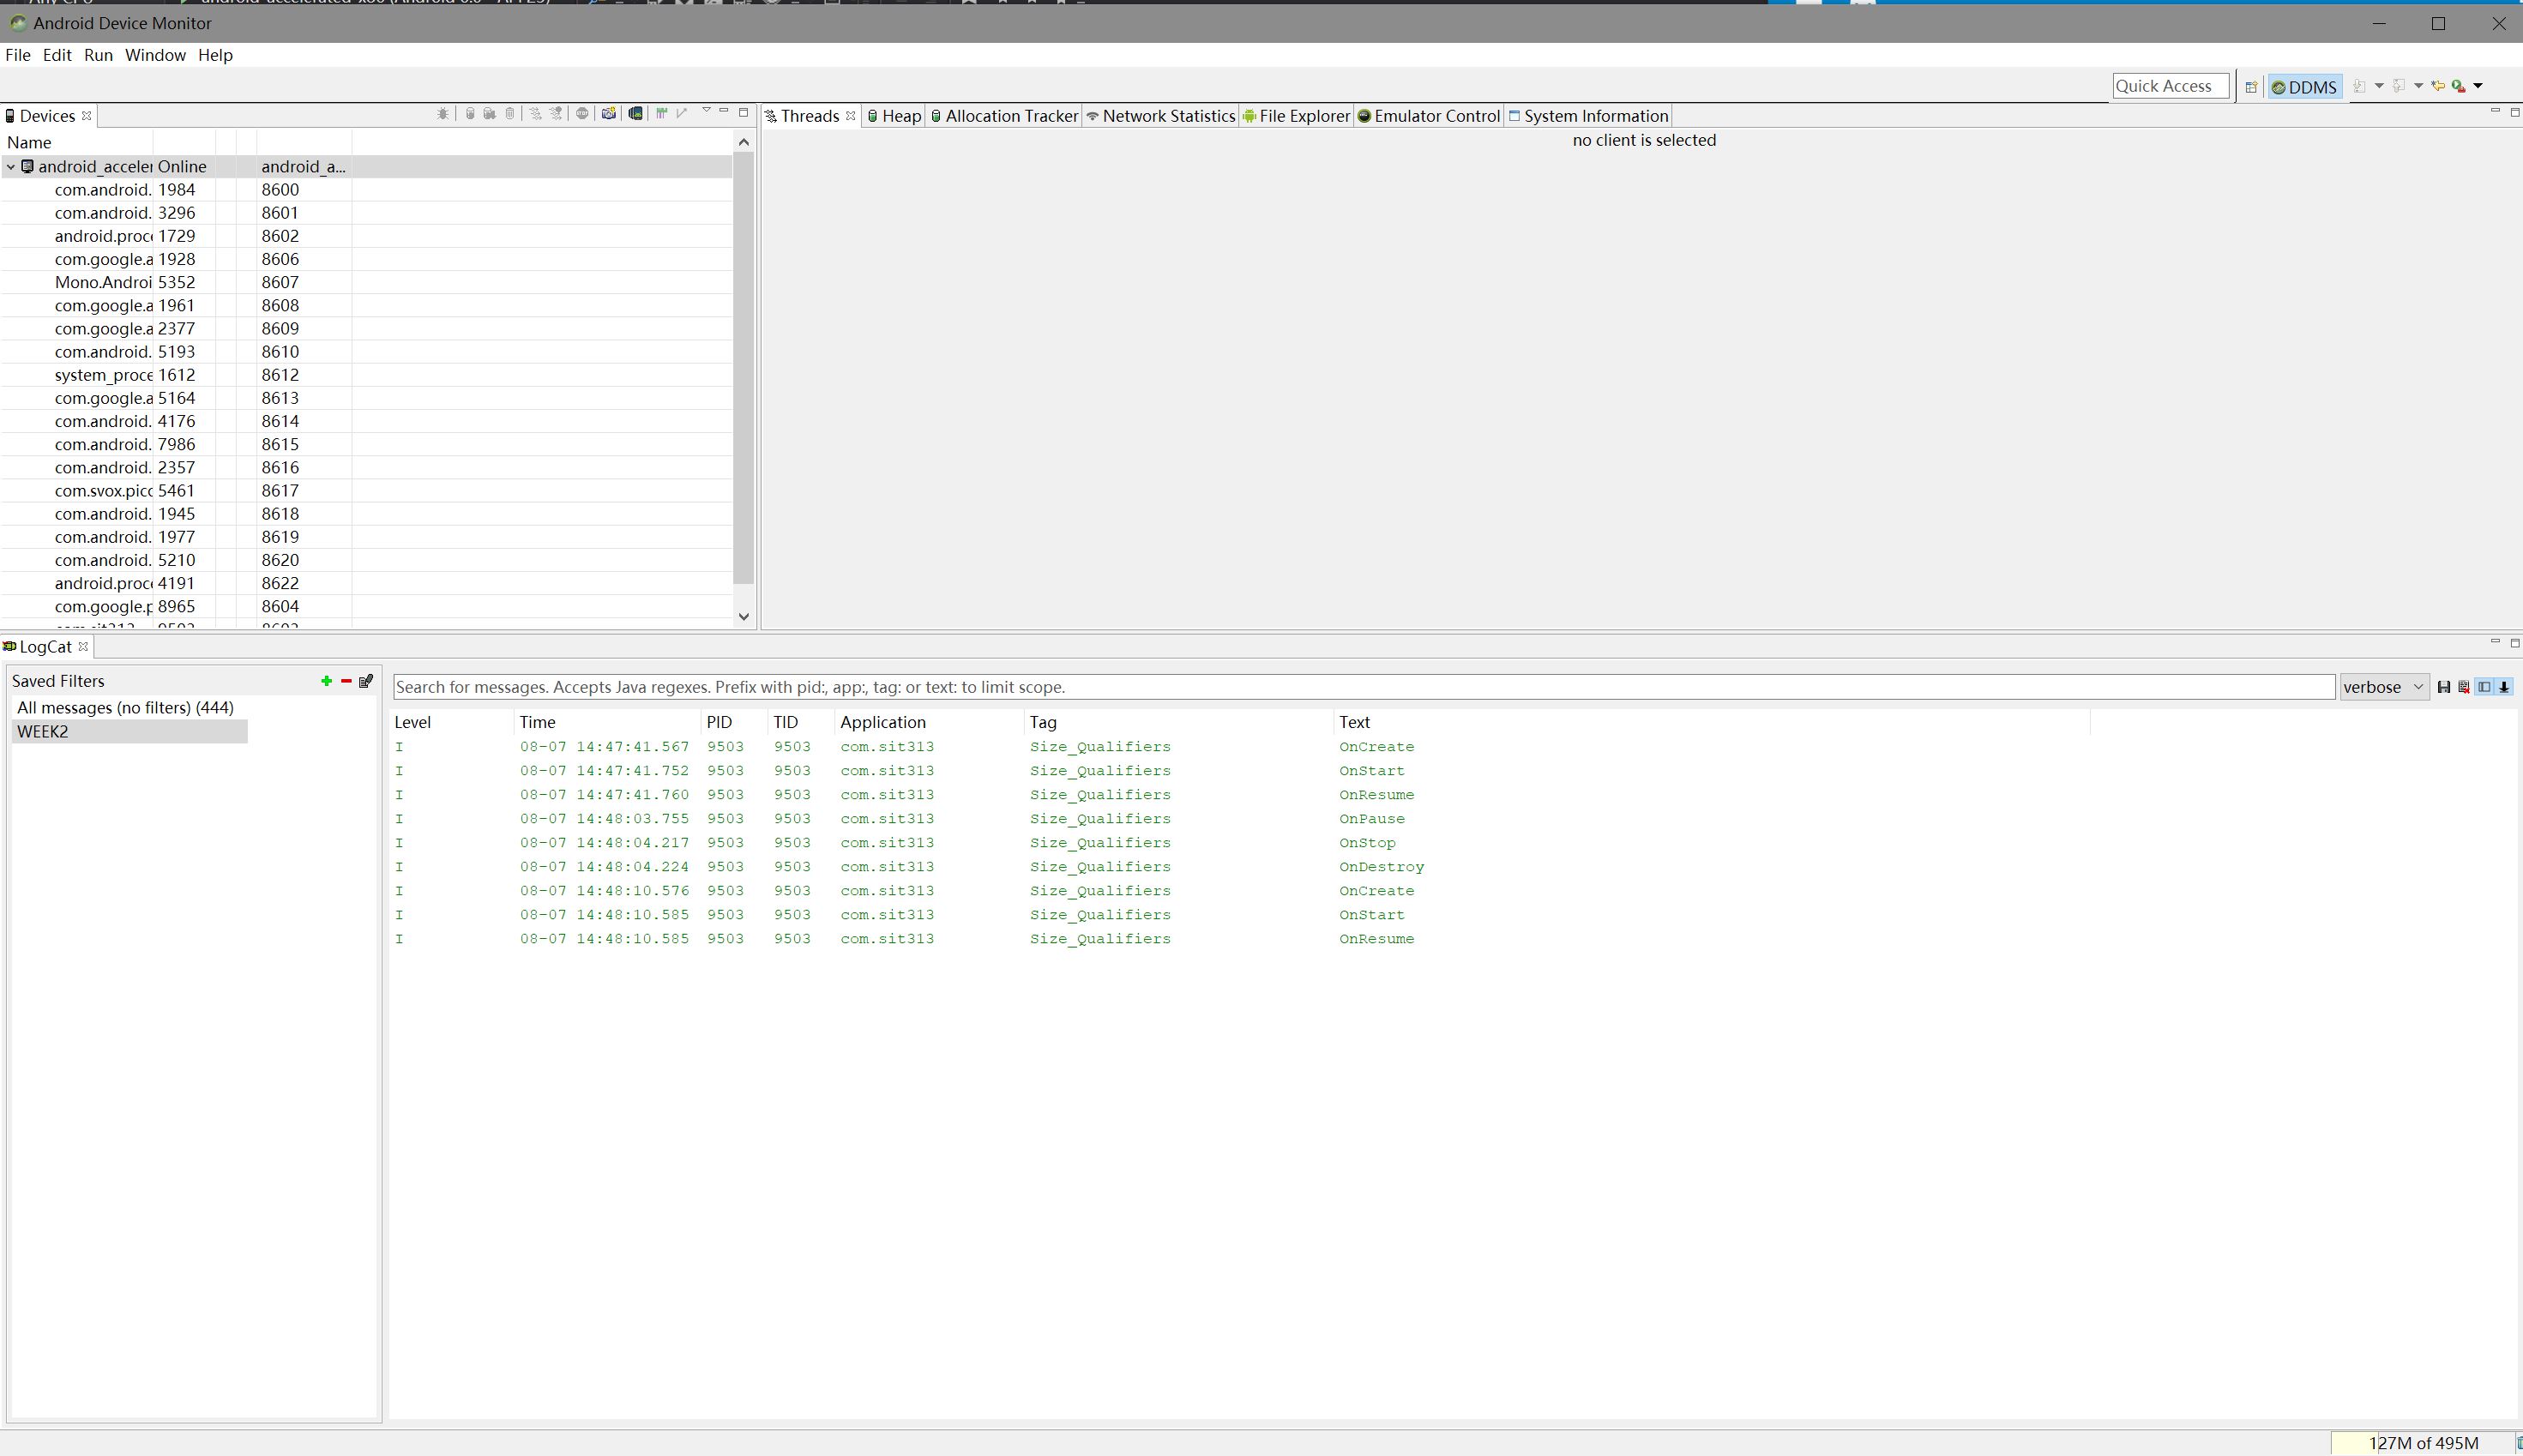 Android Device Monitor
File Edit Run Window Help
Quick Access DDMS
Devices
Threads Heap Allocation Tracker Network Statistics File Explorer Emulator Control System Information
Name
no client is selected
android_acceler Online android_a...
com.android. 1984 8600
com.android. 3296 8601
android.proc 1729 8602
com.google.a 1928 8606
Mono.Androi 5352 8607
com.google.a 1961 8608
com.google.a 2377 8609
com.android. 5193 8610
system_proce 1612 8612
com.google.a 5164 8613
com.android. 4176 8614
com.android. 7986 8615
com.android. 2357 8616
com.svox.pico 5461 8617
com.android. 1945 8618
com.android. 1977 8619
com.android. 5210 8620
android.proc 4191 8622
com.google.p 8965 8604
LogCat
Saved Filters
All messages (no filters) (444)
WEEK2
Search for messages. Accepts Java regexes. Prefix with pid:, app:, tag: or text: to limit scope.
verbose
Level Time PID TID Application Tag Text
I 08-07 14:47:41.567 9503 9503 com.sit313 Size_Qualifiers OnCreate
I 08-07 14:47:41.752 9503 9503 com.sit313 Size_Qualifiers OnStart
I 08-07 14:47:41.760 9503 9503 com.sit313 Size_Qualifiers OnResume
I 08-07 14:48:03.755 9503 9503 com.sit313 Size_Qualifiers OnPause
I 08-07 14:48:04.217 9503 9503 com.sit313 Size_Qualifiers OnStop
I 08-07 14:48:04.224 9503 9503 com.sit313 Size_Qualifiers OnDestroy
I 08-07 14:48:10.576 9503 9503 com.sit313 Size_Qualifiers OnCreate
I 08-07 14:48:10.585 9503 9503 com.sit313 Size_Qualifiers OnStart
I 08-07 14:48:10.585 9503 9503 com.sit313 Size_Qualifiers OnResume
127M of 495M